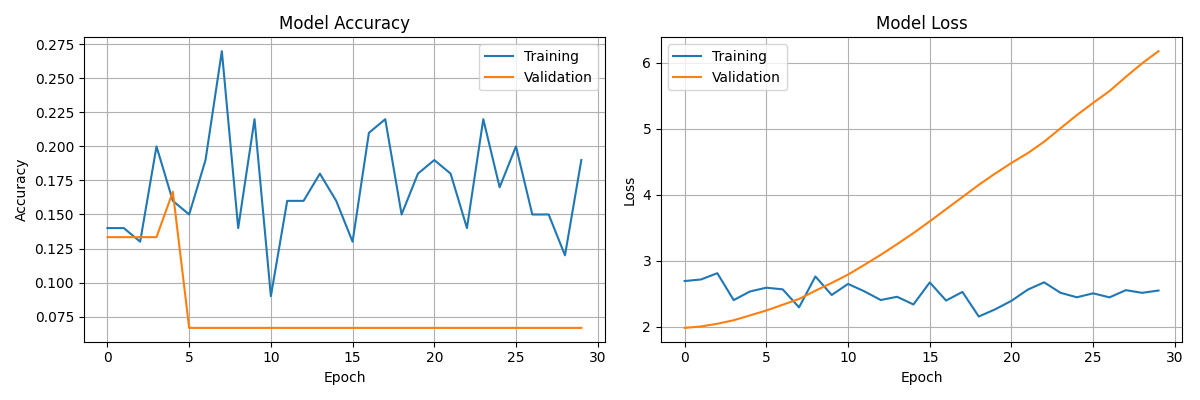 Model Accuracy
Accuracy
0.275
0.250
0.225
0.200
0.175
0.150
0.125
0.100
0.075
Training
Validation
0 5 10 15 20 25 30
Epoch
Model Loss
Loss
6
5
4
3
2
Training
Validation
0 5 10 15 20 25 30
Epoch